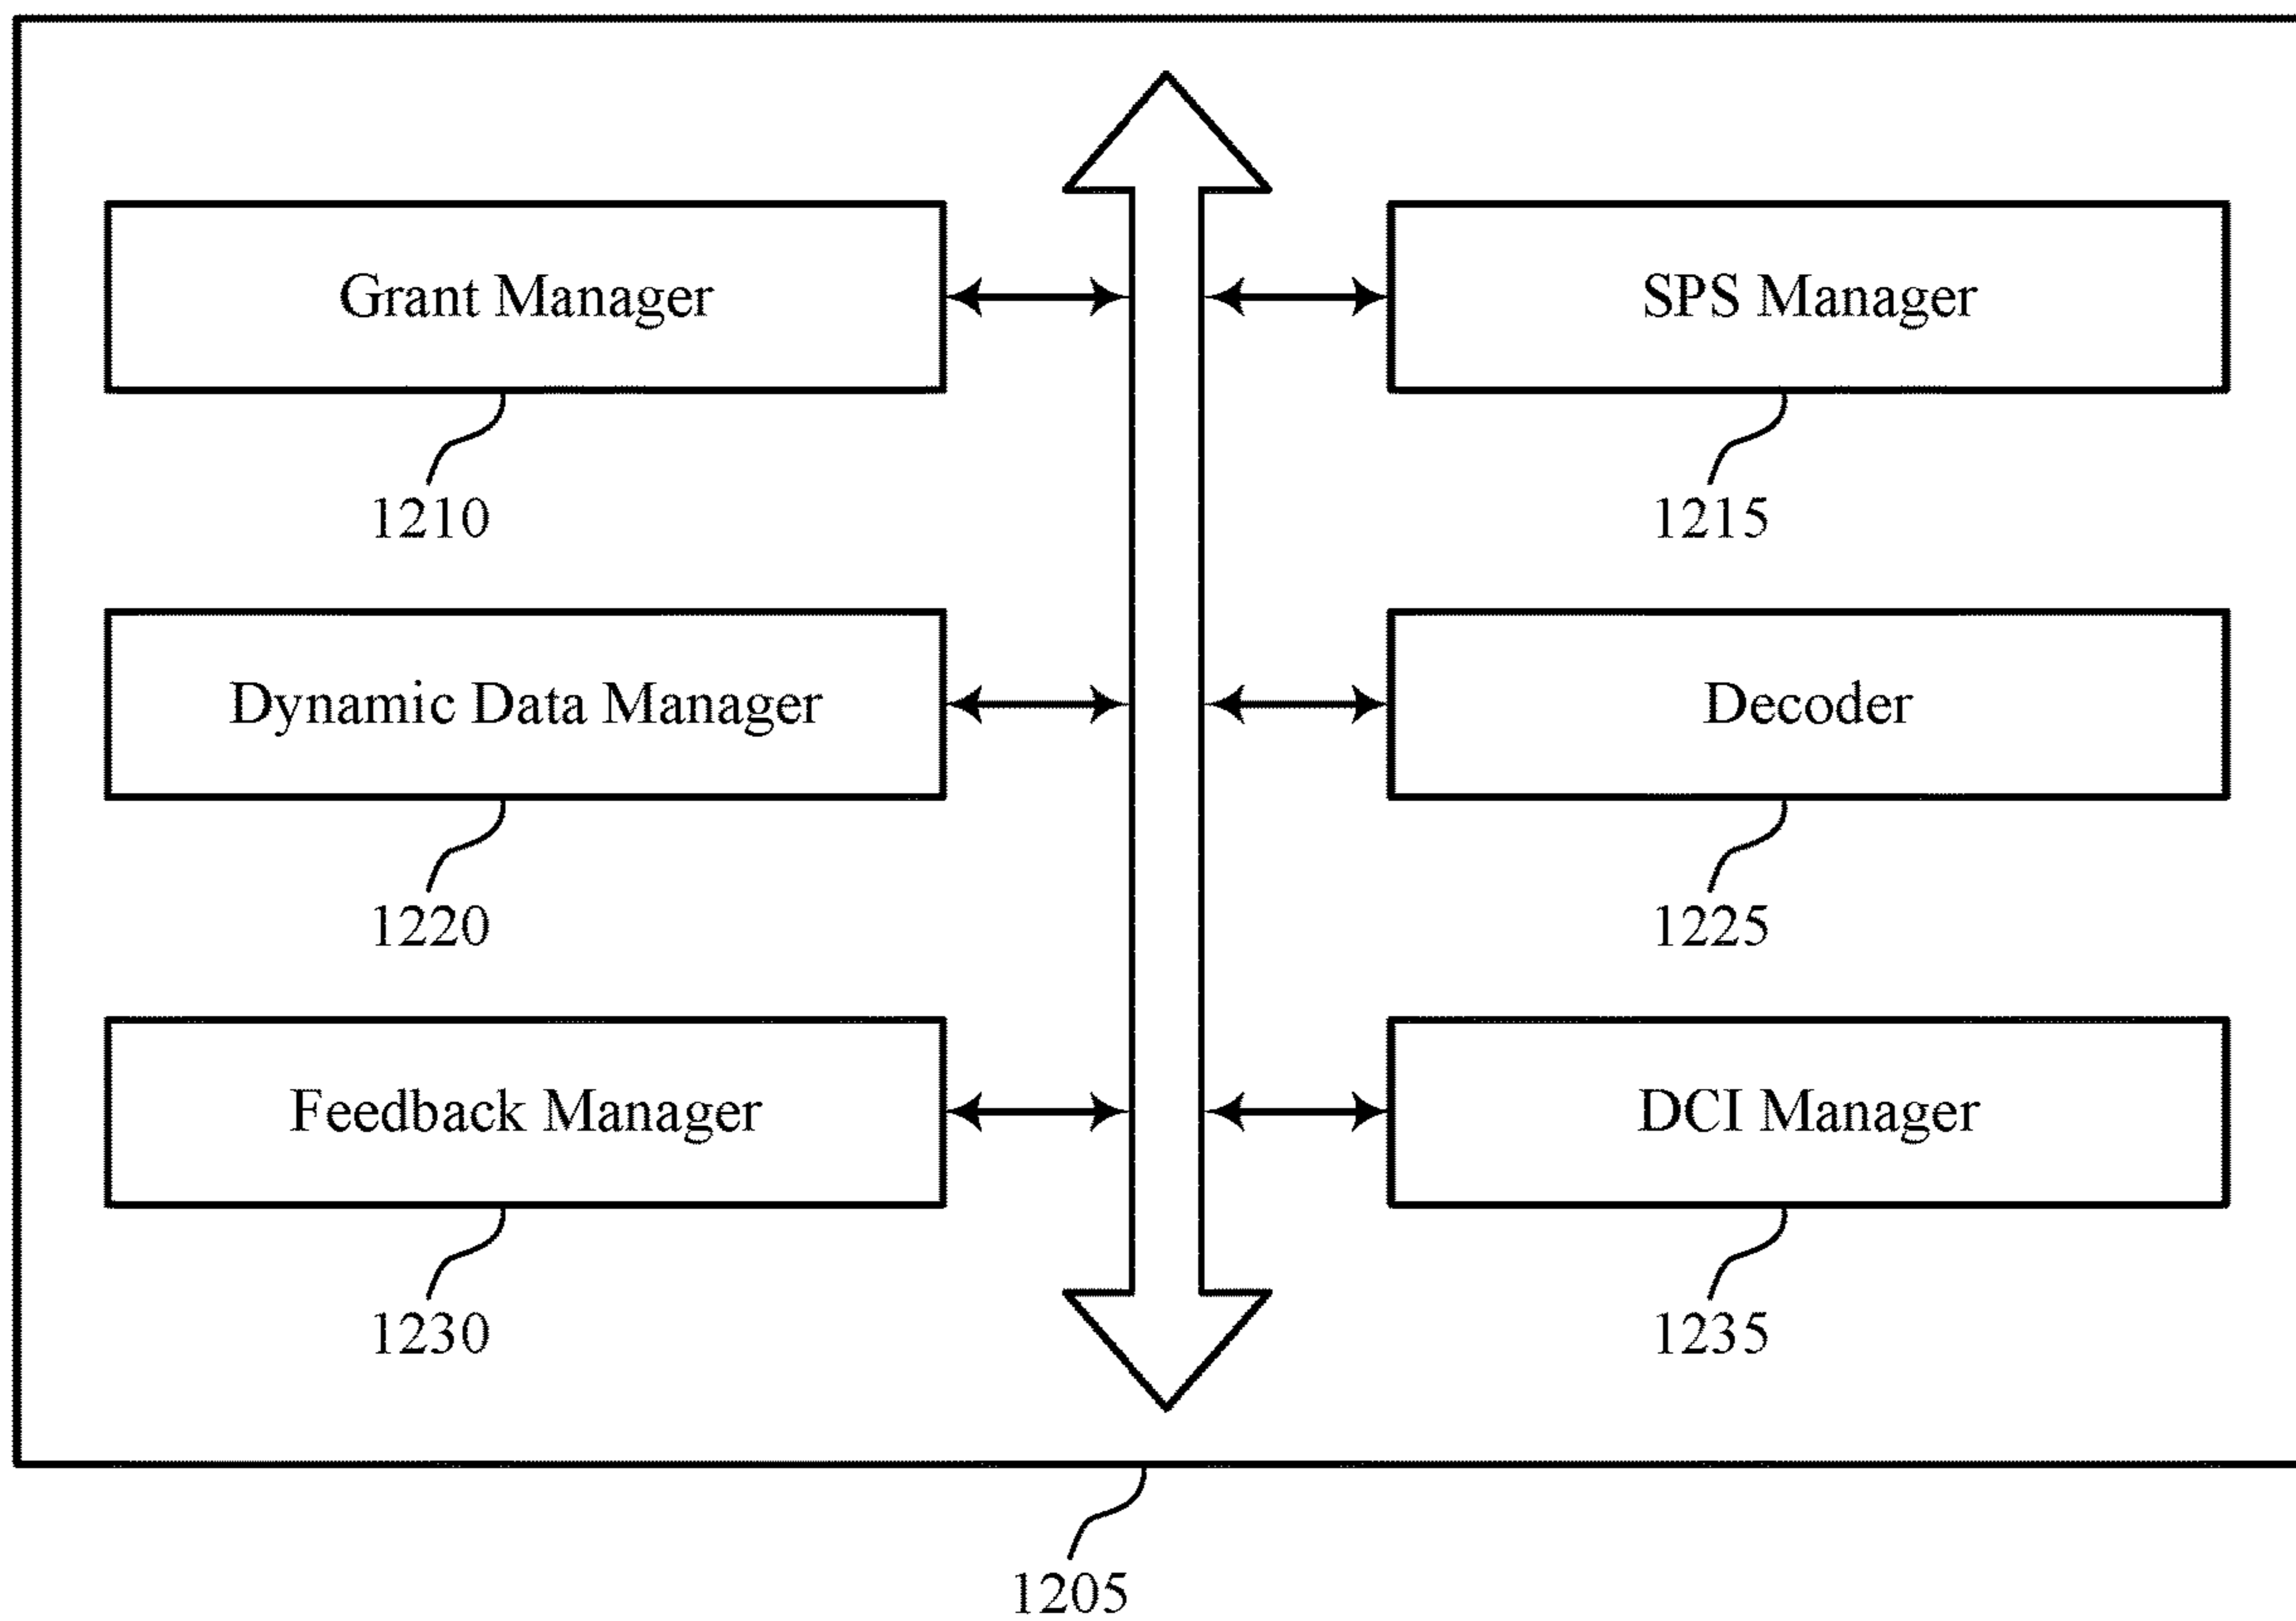 Grant Manager
SPS Manager
1210
1215
Dynamic Data Manager
Decoder
1220
1225
Feedback Manager
DCI Manager
1230
1235
1205